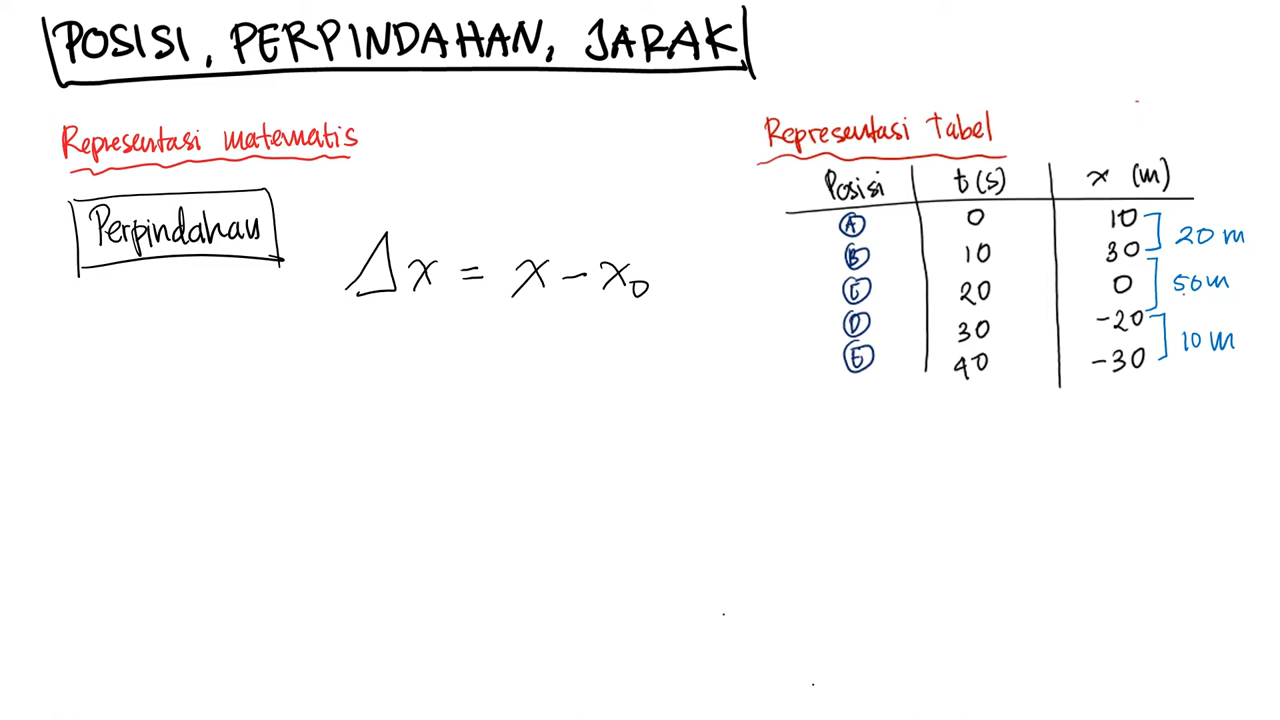 POSISI, PERPINDAHAN, JARAK
Representasi matematis
Perpindahan
Δx = x - x₀
Representasi Tabel
Posisi t(s) x (m)
A 0 10
B 10 30
C 20 0
D 30 -20
E 40 -30
20 m
50m
10 m